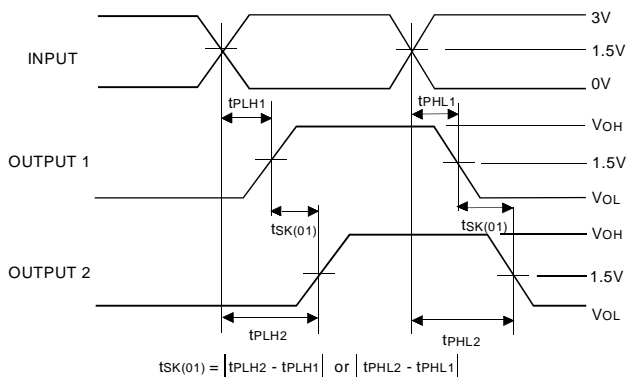 3V
INPUT
1.5V
0V
tPLH1
tPHL1
VOH
OUTPUT 1
1.5V
VOL
tSK(01)
tSK(01)
VOH
OUTPUT 2
1.5V
VOL
tPLH2
tPHL2
tSK(01) = |tPLH2 - tPLH1| or |tPHL2 - tPHL1|